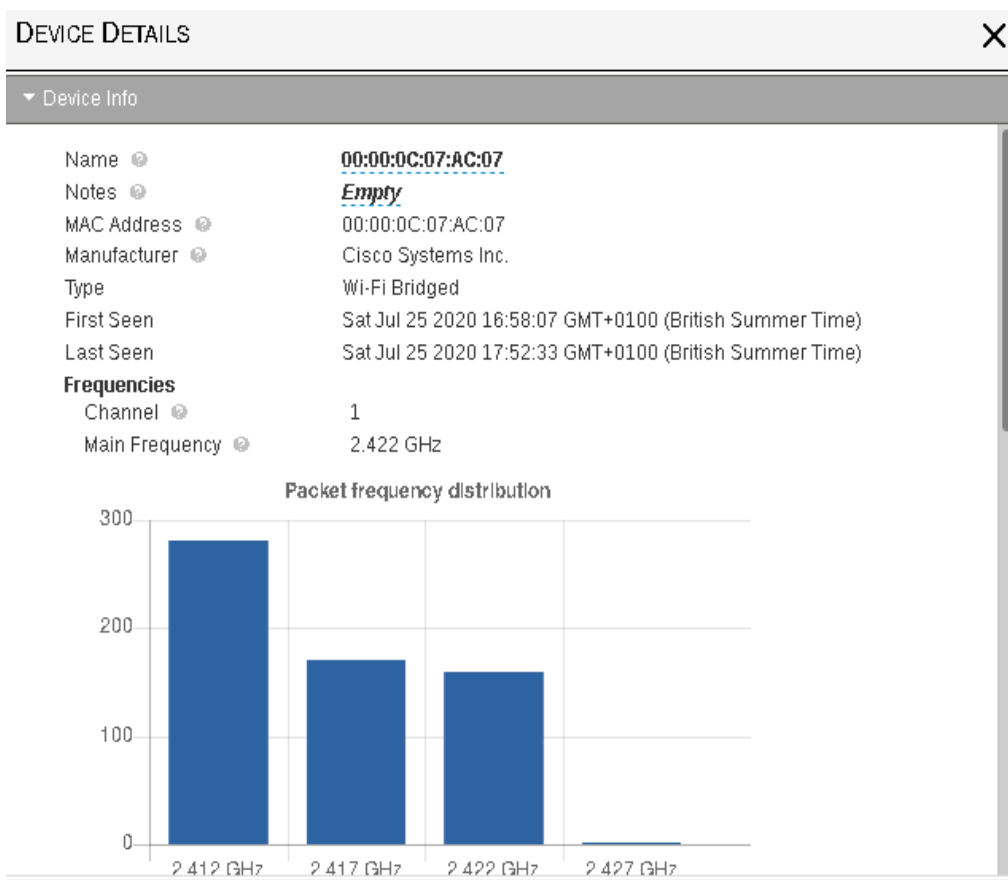 DEVICE DETAILS
Device Info
Name 00:00:0C:07:AC:07
Notes Empty
MAC Address 00:00:0C:07:AC:07
Manufacturer Cisco Systems Inc.
Type Wi-Fi Bridged
First Seen Sat Jul 25 2020 16:58:07 GMT+0100 (British Summer Time)
Last Seen Sat Jul 25 2020 17:52:33 GMT+0100 (British Summer Time)
Frequencies
Channel 1
Main Frequency 2.422 GHz
Packet frequency distribution
300
200
100
0
2.412 GHz 2.417 GHz 2.422 GHz 2.427 GHz